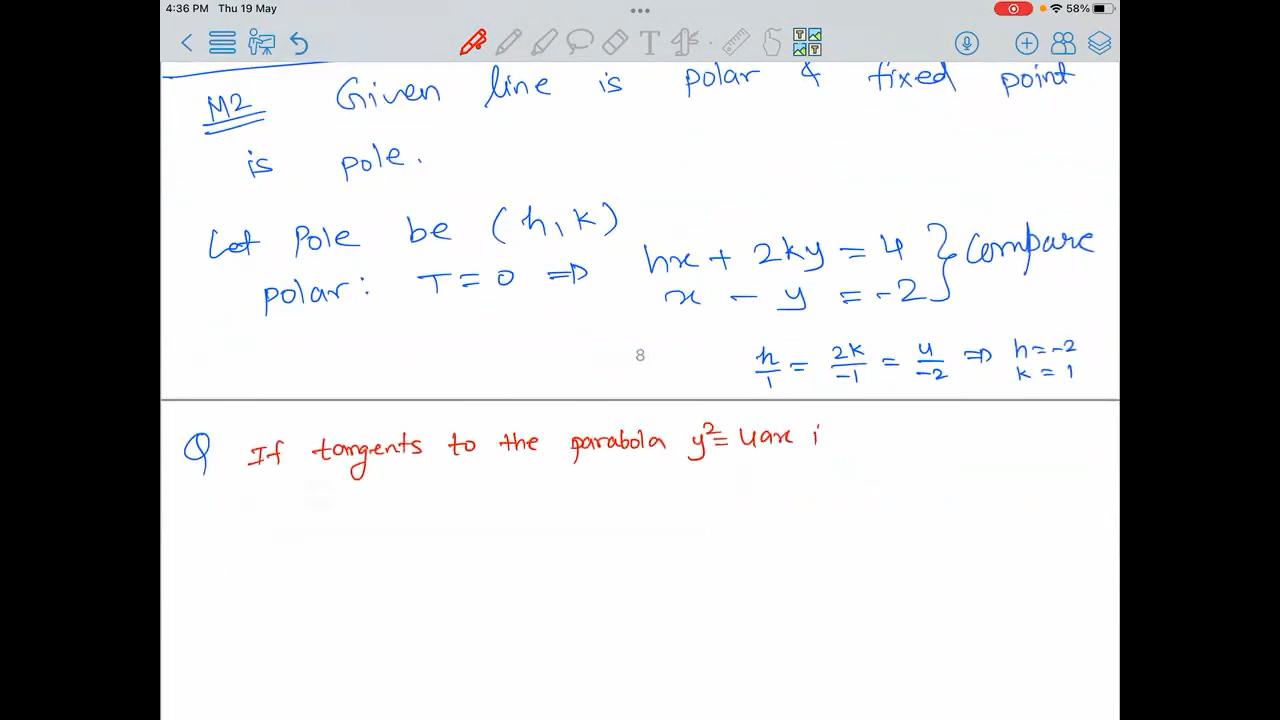 4:36 PM Thu 19 May
58%
M2 Given line is polar & fixed point
is pole.
Let Pole be (h,k)
polar: T=0 ⇒ hx + 2ky = 4 } compare
x - y = -2
8
h/1 = 2k/-1 = 4/-2 ⇒ h=-2
k=1
Q If tangents to the parabola y²=4ax i